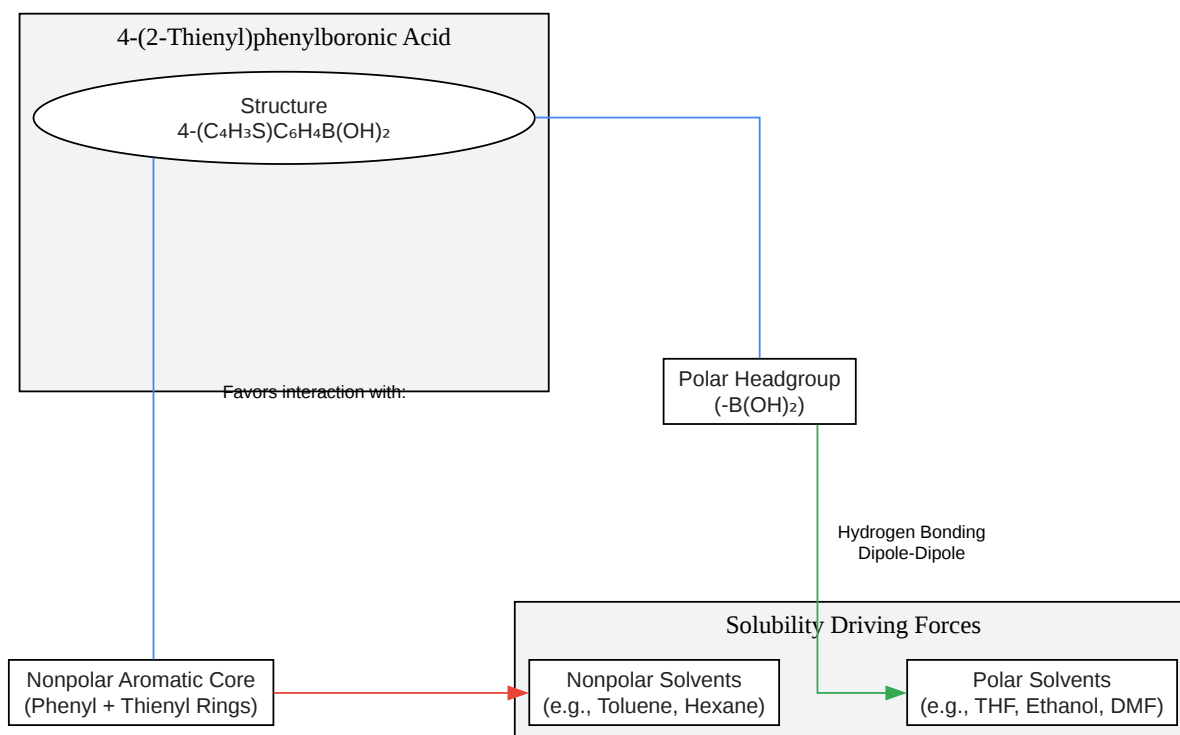 4-(2-Thienyl)phenylboronic Acid
Structure
4-(C₄H₃S)C₆H₄B(OH)₂
Polar Headgroup
(-B(OH)₂)
Favors interaction with:
Hydrogen Bonding
Dipole-Dipole
Solubility Driving Forces
Nonpolar Aromatic Core
(Phenyl + Thienyl Rings)
Nonpolar Solvents
(e.g., Toluene, Hexane)
Polar Solvents
(e.g., THF, Ethanol, DMF)